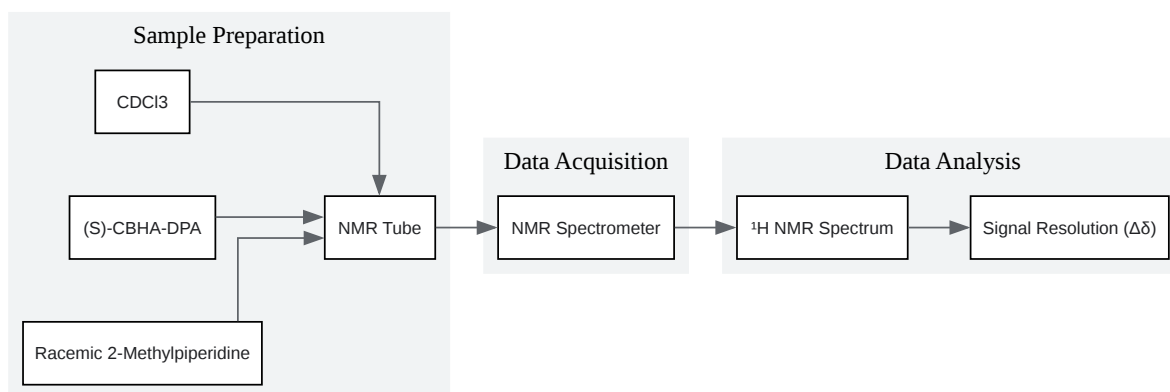 Sample Preparation
CDCl3
Data Acquisition
Data Analysis
(S)-CBHA-DPA
NMR Tube
NMR Spectrometer
¹H NMR Spectrum
Signal Resolution (Δδ)
Racemic 2-Methylpiperidine